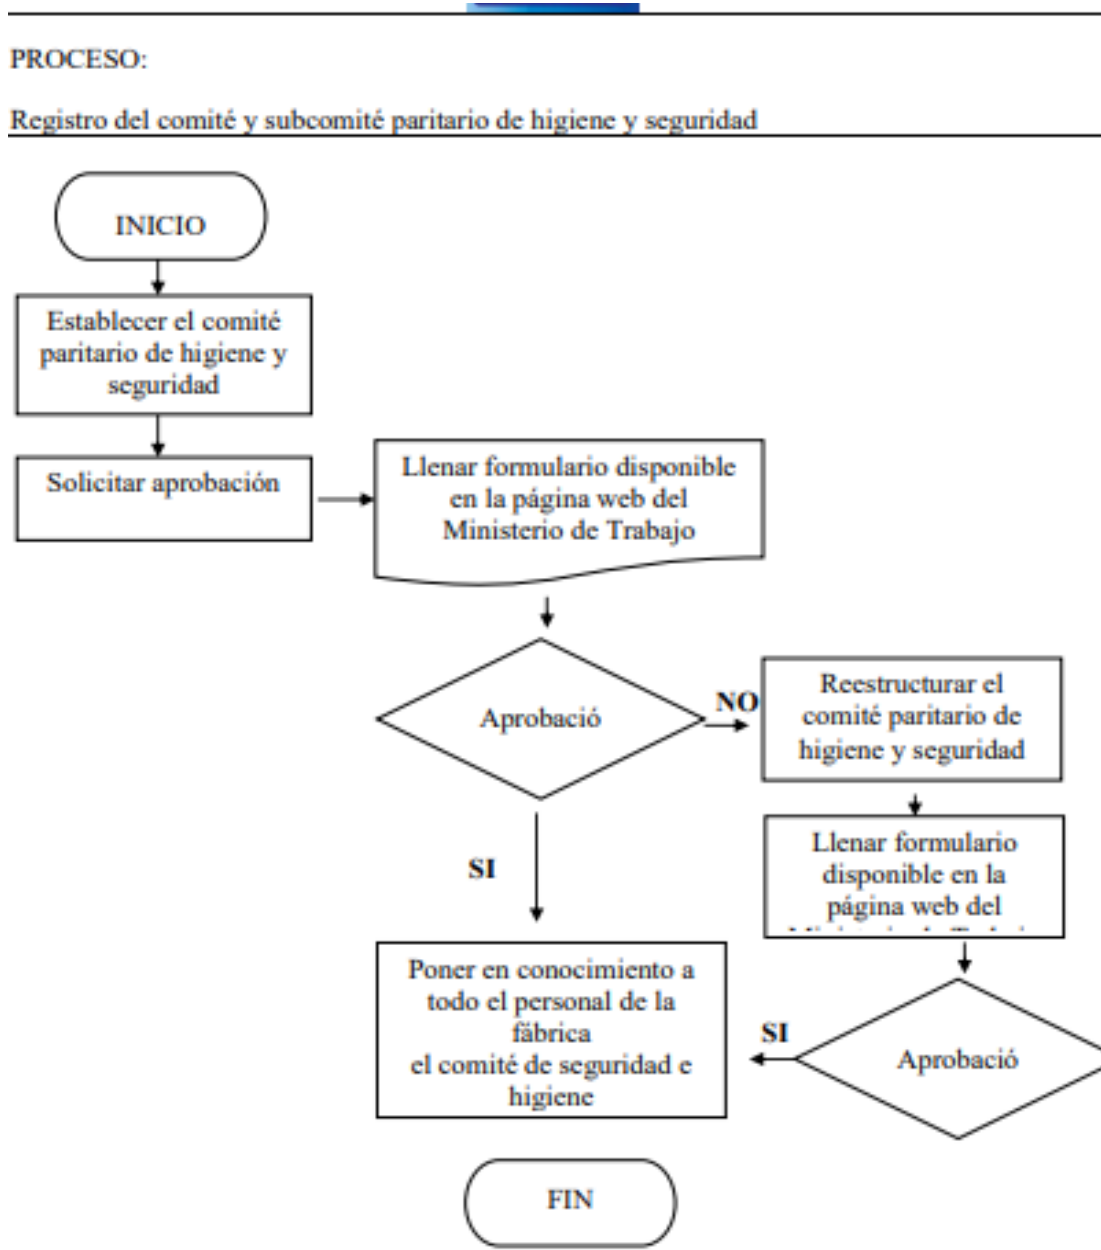 PROCESO:
Registro del comité y subcomité paritario de higiene y seguridad
INICIO
Establecer el comité
paritario de higiene y
seguridad
Solicitar aprobación
Llenar formulario disponible
en la página web del
Ministerio de Trabajo
Aprobació
NO
Reestructurar el
comité paritario de
higiene y seguridad
Llenar formulario
disponible en la
página web del
SI
Poner en conocimiento a
todo el personal de la
fábrica
el comité de seguridad e
higiene
SI
Aprobació
FIN